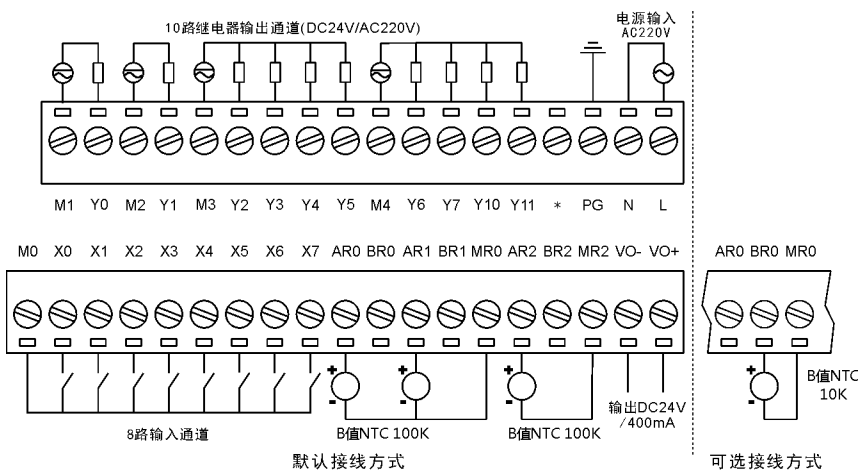 10路继电器输出通道(DC24V/AC220V)
电源输入
AC220V
M1 Y0 M2 Y1 M3 Y2 Y3 Y4 Y5 M4 Y6 Y7 Y10 Y11 * PG N L
M0 X0 X1 X2 X3 X4 X5 X6 X7 AR0 BR0 AR1 BR1 MR0 AR2 BR2 MR2 VO- VO+
AR0 BR0 MR0
+ + + +
- - - -
8路输入通道
B值NTC 100K
B值NTC 100K
输出DC24V
/400mA
B值NTC
10K
默认接线方式
可选接线方式